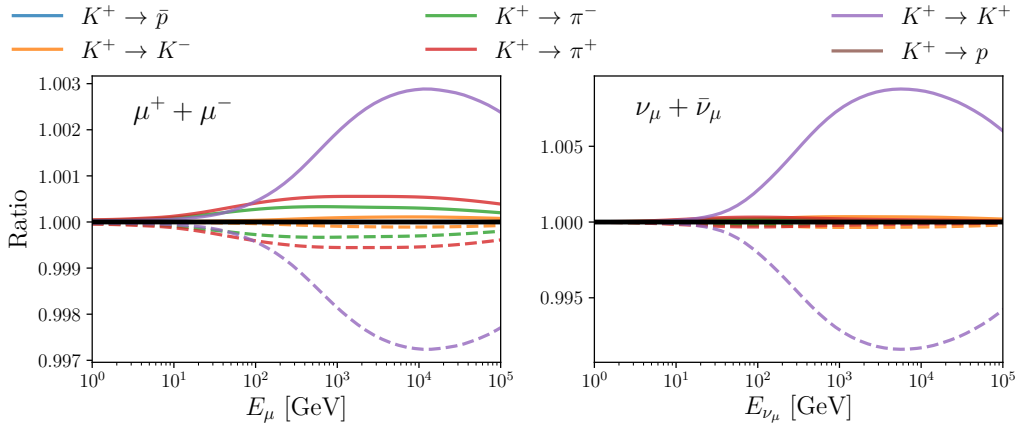 K⁺ → p̄
K⁺ → π⁻
K⁺ → K⁺
K⁺ → K⁻
K⁺ → π⁺
K⁺ → p
μ⁺ + μ⁻
1.003
1.002
1.001
1.000
0.999
0.998
0.997
Ratio
10⁰ 10¹ 10² 10³ 10⁴ 10⁵
E_μ [GeV]
ν_μ + ν̄_μ
1.005
1.000
0.995
10⁰ 10¹ 10² 10³ 10⁴ 10⁵
E_{ν_μ} [GeV]